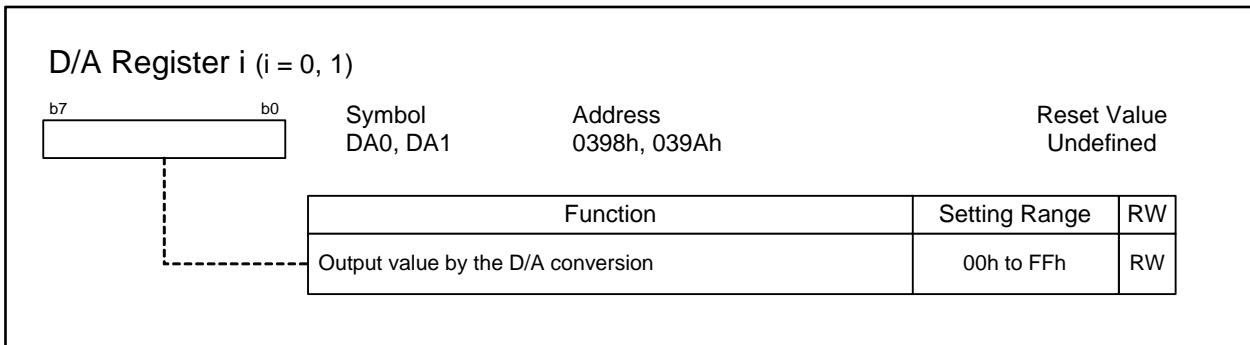 D/A Register i (i = 0, 1)
b7 b0 Symbol Address Reset Value
DA0, DA1 0398h, 039Ah Undefined
Function Setting Range RW
Output value by the D/A conversion 00h to FFh RW